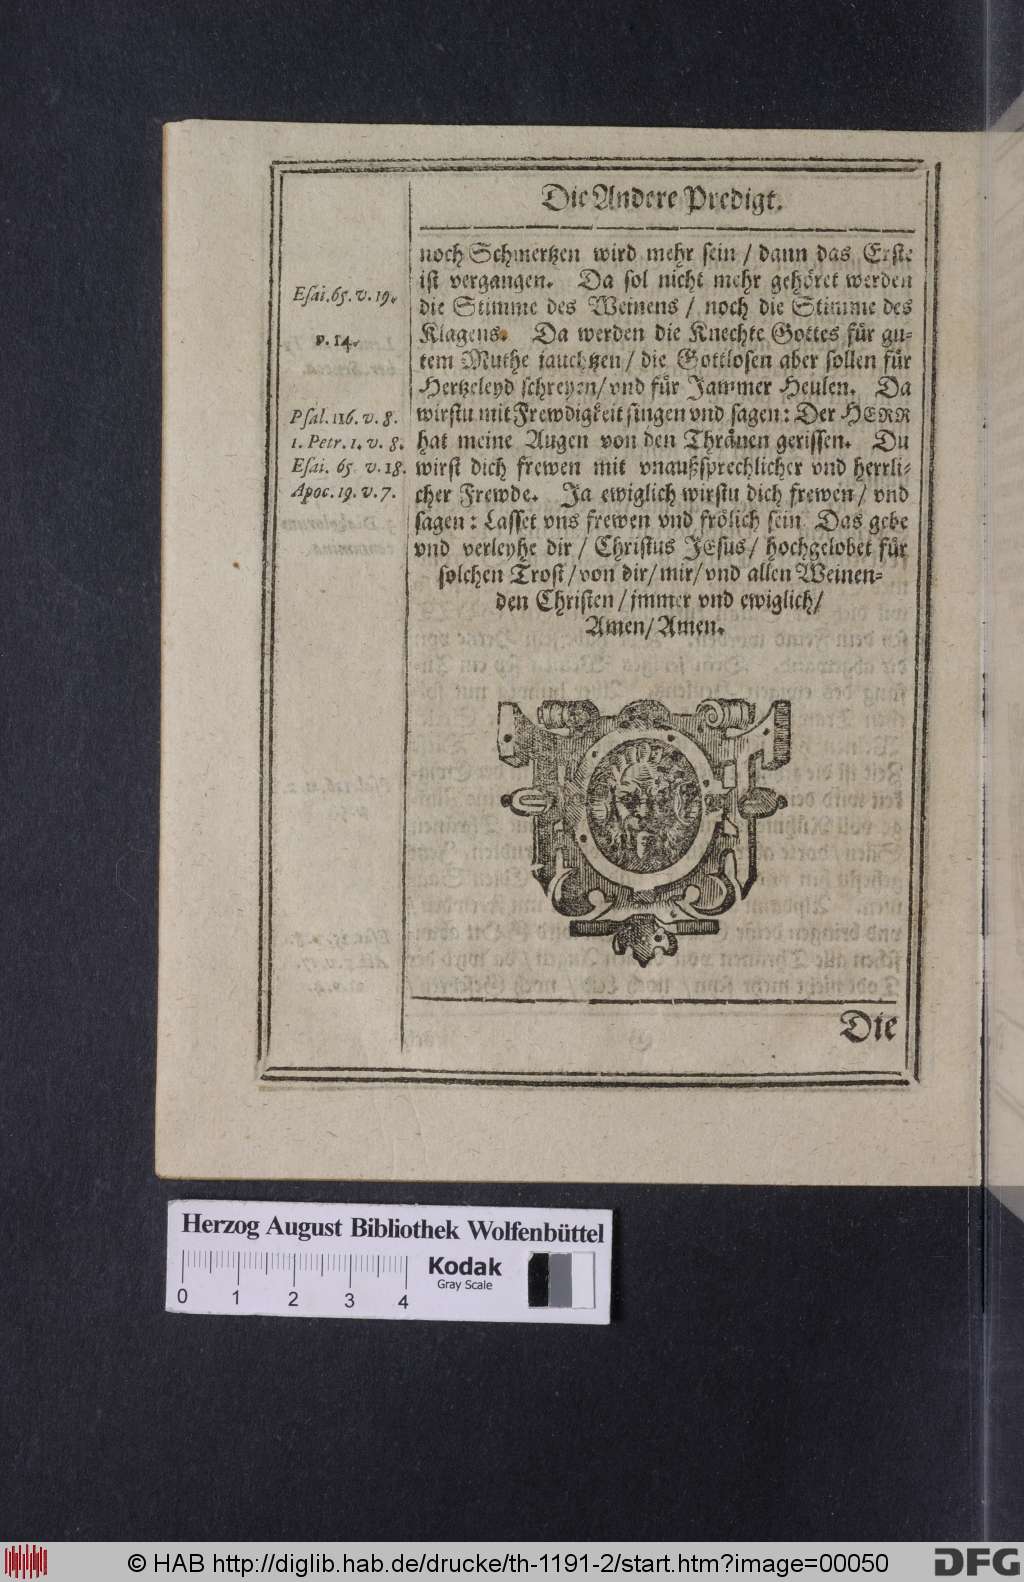 Die Andere Predigt.
noch Schmertzen wird mehr sein / dann das Erste
ist vergangen. Da sol nicht mehr gehöret werden
Esai. 65. v. 19.
die Stimme des Weinens / noch die Stimme des
v. 14.
Klagens. Da werden die Knechte Gottes für gu-
tem Muthe jauchtzen / die Gottlosen aber sollen für
Hertzeleyd schreyen / vnd für Jammer Heulen. Da
Psal. 116. v. 8.
wirstu mit Frewdigkeit singen vnd sagen: Der HERR
1. Petr. 1. v. 8.
hat meine Augen von den Thränen gerissen. Du
Esai. 65 v. 18.
wirst dich frewen mit vnaußsprechlicher vnd herrli-
Apoc. 19. v. 7.
cher Frewde. Ja ewiglich wirstu dich frewen / vnd
sagen: Lasset vns frewen vnd frölich sein Das gebe
vnd verleyhe dir / Christus JEsus / hochgelobet für
solchen Trost / von dir / mir / vnd allen Weinen-
den Christen / jmmer vnd ewiglich /
Amen / Amen.
Die
Herzog August Bibliothek Wolfenbüttel
Kodak
Gray Scale
0 1 2 3 4
© HAB http://diglib.hab.de/drucke/th-1191-2/start.htm?image=00050
DFG